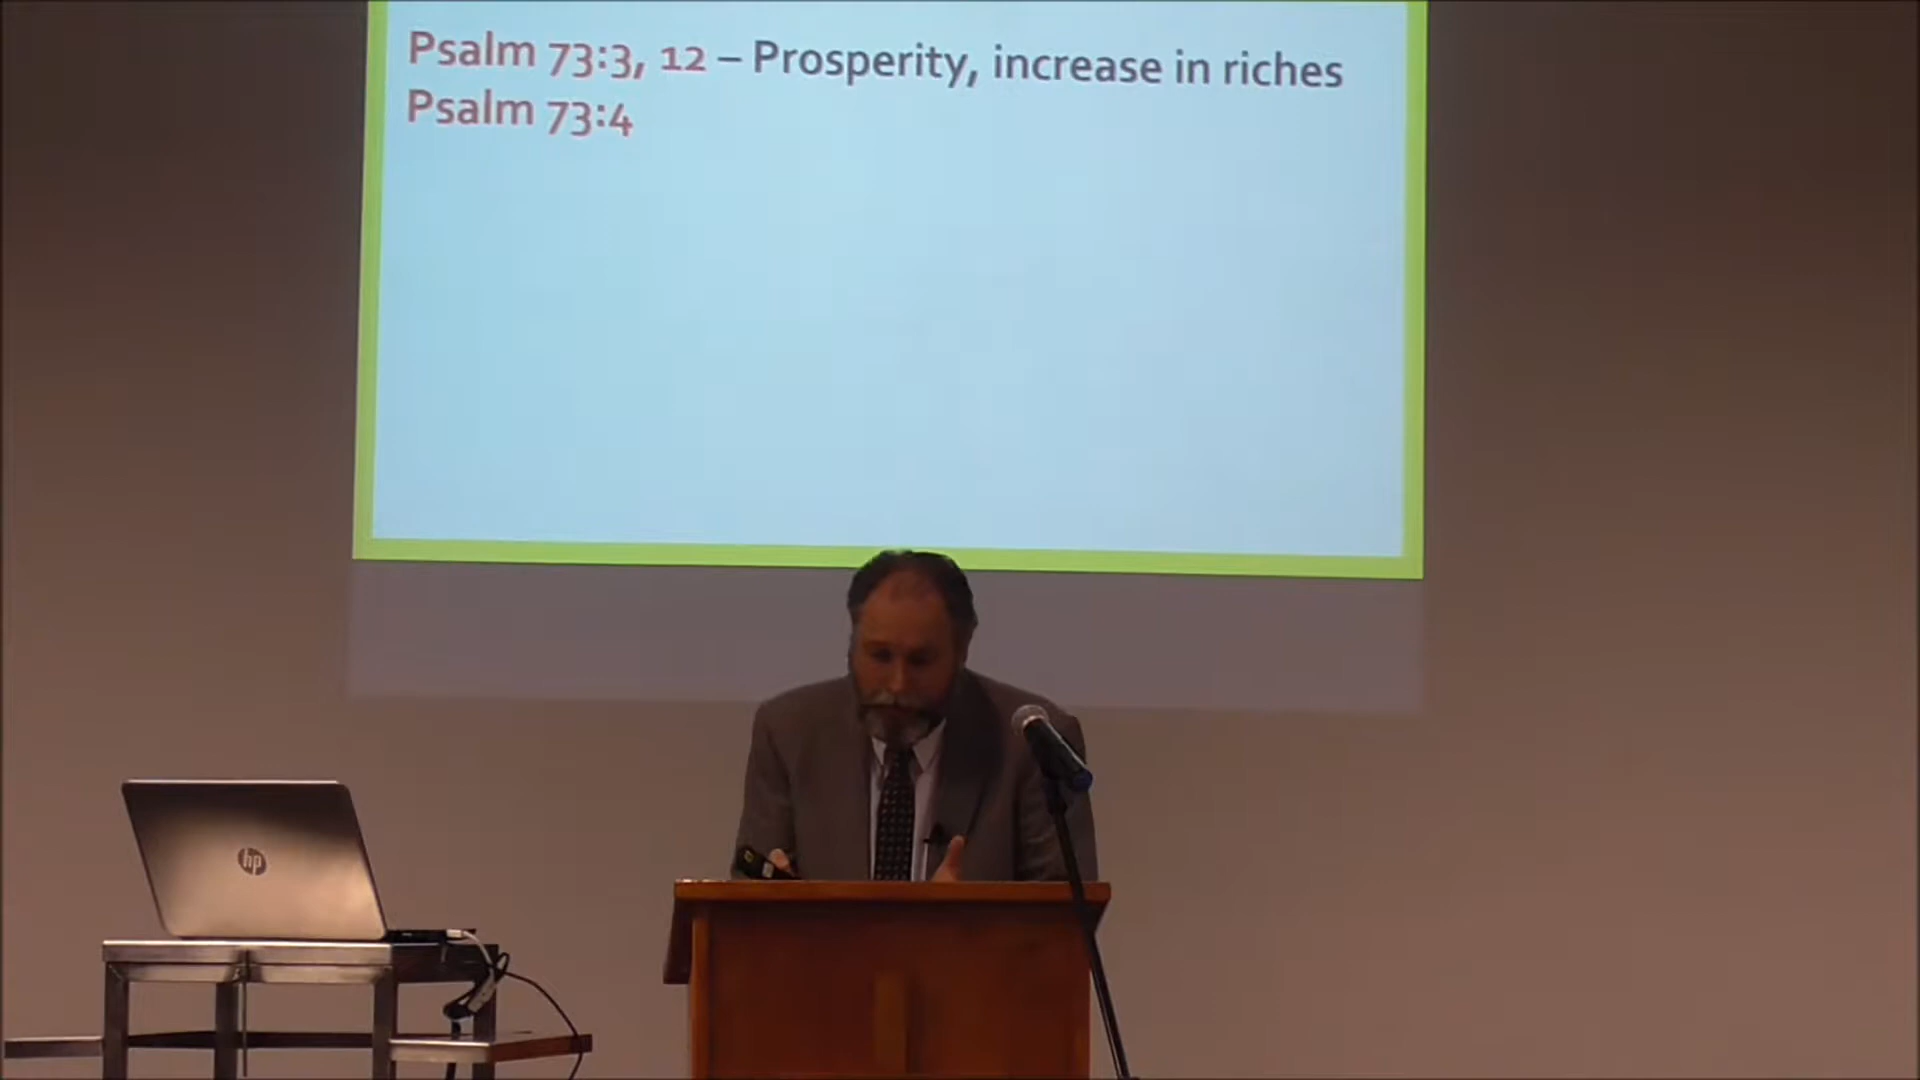 Psalm 73:3, 12 – Prosperity, increase in riches
Psalm 73:4
hp